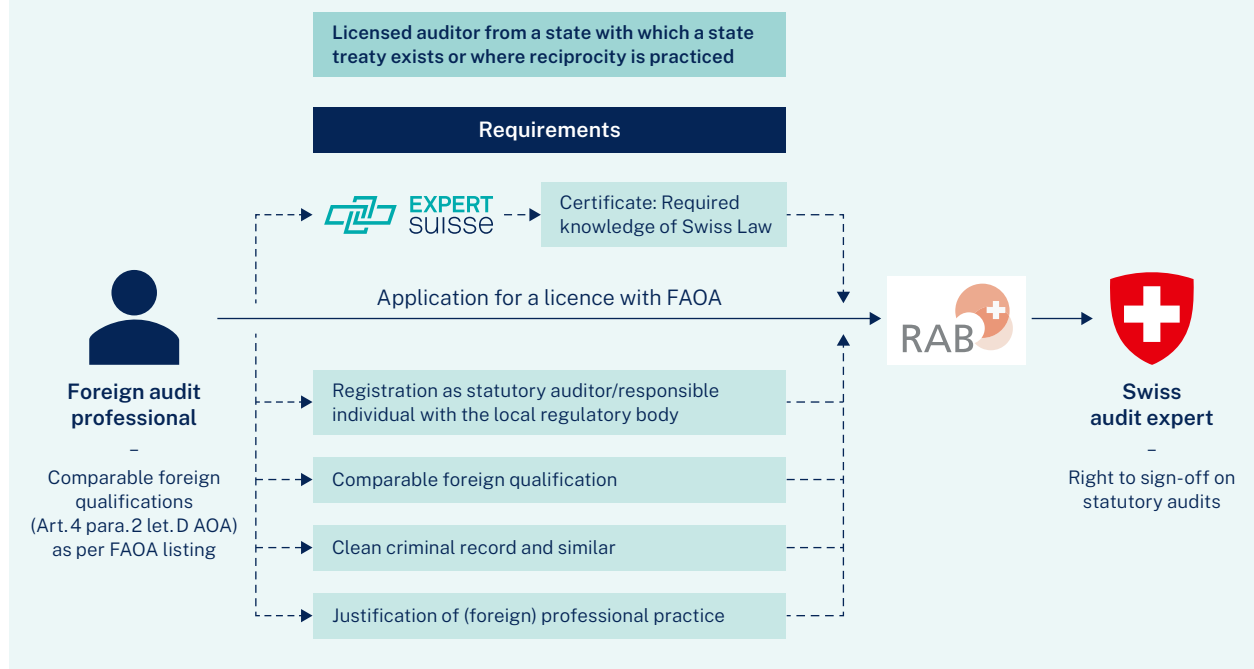 Licensed auditor from a state with which a state
treaty exists or where reciprocity is practiced
Requirements
EXPERT
SUISSE
Certificate: Required
knowledge of Swiss Law
Application for a licence with FAOA
RAB
Foreign audit
professional
–
Comparable foreign
qualifications
(Art. 4 para. 2 let. D AOA)
as per FAOA listing
Registration as statutory auditor/responsible
individual with the local regulatory body
Comparable foreign qualification
Clean criminal record and similar
Justification of (foreign) professional practice
Swiss
audit expert
–
Right to sign-off on
statutory audits